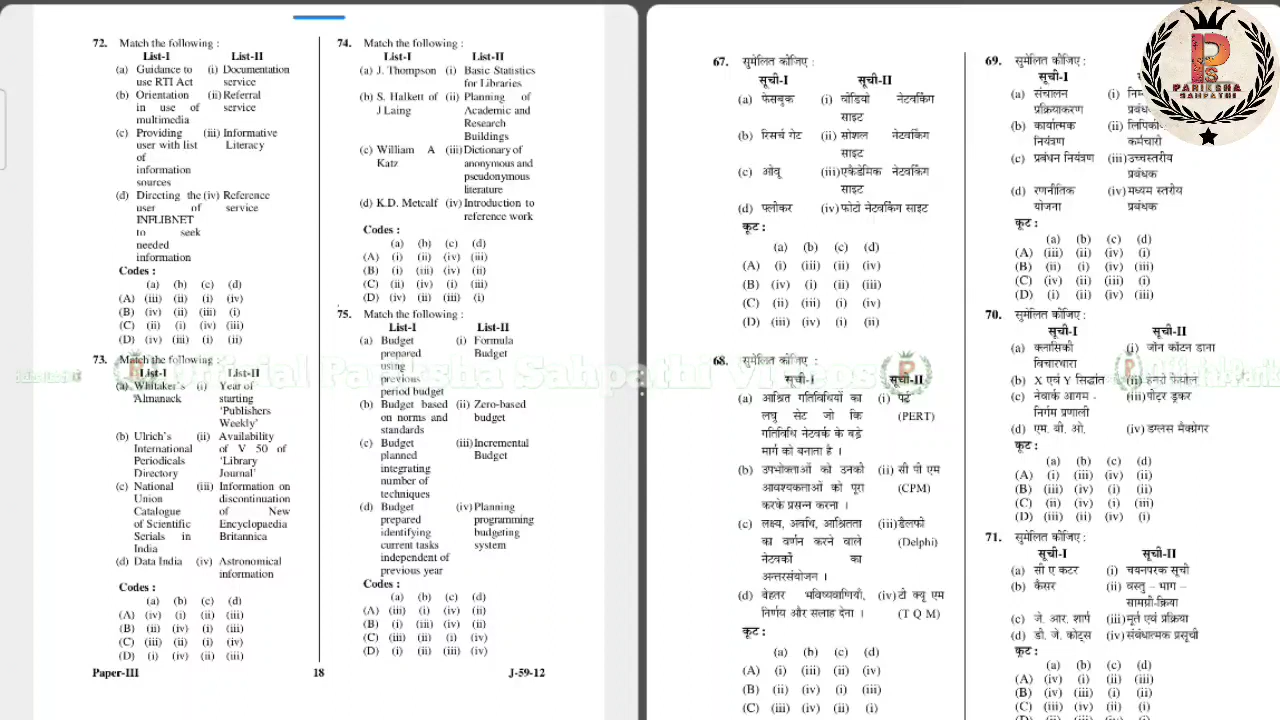 72. Match the following :
List-I List-II
(a) Guidance to (i) Documentation
use RTI Act service
(b) Orientation (ii) Referral
in use of service
multimedia
(c) Providing (iii) Informative
user with list Literacy
of
information
sources
(d) Directing the (iv) Reference
user of service
INFLIBNET
to seek
needed
information
Codes :
(a) (b) (c) (d)
(A) (iii) (ii) (i) (iv)
(B) (iv) (ii) (iii) (i)
(C) (ii) (i) (iv) (iii)
(D) (iv) (iii) (i) (ii)
73. Match the following
List-I List-II
(a) Whitaker's (i) Year of
Almanack starting
'Publishers
Weekly'
(b) Ulrich's (ii) Availability
International of V 50 of
Periodicals 'Library
Directory Journal'
(c) National (iii) Information on
Union discontinuation
Catalogue of New
of Scientific Encyclopaedia
Serials in Britannica
India
(d) Data India (iv) Astronomical
information
Codes :
(a) (b) (c) (d)
(A) (iv) (i) (ii) (iii)
(B) (ii) (iv) (i) (iii)
(C) (iii) (ii) (i) (iv)
(D) (i) (iv) (ii) (iii)
74. Match the following :
List-I List-II
(a) J. Thompson (i) Basic Statistics
for Libraries
(b) S. Halkett of (ii) Planning of
J Laing Academic and
Research
Buildings
(c) William A (iii) Dictionary of
Katz anonymous and
pseudonymous
literature
(d) K.D. Metcalf (iv) Introduction to
reference work
Codes :
(a) (b) (c) (d)
(A) (i) (ii) (iv) (iii)
(B) (i) (iii) (iv) (ii)
(C) (ii) (iv) (i) (iii)
(D) (iv) (ii) (iii) (i)
75. Match the following :
List-I List-II
(a) Budget (i) Formula
prepared Budget
using
previous
period budget
(b) Budget based (ii) Zero-based
on norms and budget
standards
(c) Budget (iii) Incremental
planned Budget
integrating
number of
techniques
(d) Budget (iv) Planning
prepared programming
identifying budgeting
current tasks system
independent of
previous year
Codes :
(a) (b) (c) (d)
(A) (iii) (i) (iv) (ii)
(B) (i) (iii) (iv) (ii)
(C) (iii) (ii) (i) (iv)
(D) (i) (ii) (iii) (iv)
Paper-III 18 J-59-12
67. सुमेलित कीजिए :
सूची-I सूची-II
(a) फेसबुक (i) वीडियो नेटवर्किंग
साइट
(b) रिसर्च गेट (ii) सोशल नेटवर्किंग
साइट
(c) ओवू (iii) एकैडेमिक नेटवर्किंग
साइट
(d) फ्लीकर (iv) फोटो नेटवर्किंग साइट
कूट :
(a) (b) (c) (d)
(A) (i) (iii) (ii) (iv)
(B) (iv) (i) (ii) (iii)
(C) (ii) (iii) (i) (iv)
(D) (iii) (iv) (i) (ii)
68. सुमेलित कीजिए :
सूची-I सूची-II
(a) आश्रित गतिविधियों का (i) पर्ट
लघु सेट जो कि (PERT)
गतिविधि नेटवर्क के बड़े
मार्ग को बनाता है ।
(b) उपभोक्ताओं को उनकी (ii) सी पी एम
आवश्यकताओं को पूरा (CPM)
करके प्रसन्न करना ।
(c) लक्ष्य, अवधि, आश्रितता (iii) डैलफी
का वर्णन करने वाले (Delphi)
नेटवर्कों का
अन्तरसंयोजन ।
(d) बेहतर भविष्यवाणियाँ, (iv) टी क्यू एम
निर्णय और सलाह देना । (T Q M)
कूट :
(a) (b) (c) (d)
(A) (i) (iii) (ii) (iv)
(B) (ii) (iv) (i) (iii)
(C) (iii) (iv) (ii) (i)
69. सुमेलित कीजिए :
सूची-I
(a) संचालन (i)
प्रक्रियाकरण प्रबंधक
(b) कार्यात्मक (ii)
नियंत्रण कर्मचारी
(c) प्रबंधन नियंत्रण (iii) उच्चस्तरीय
प्रबंधक
(d) रणनीतिक (iv) मध्यम स्तरीय
योजना प्रबंधक
कूट :
(a) (b) (c) (d)
(A) (iii) (ii) (iv) (i)
(B) (ii) (i) (iv) (iii)
(C) (iv) (ii) (iii) (i)
(D) (i) (ii) (iv) (iii)
70. सुमेलित कीजिए :
सूची-I सूची-II
(a) क्लासिकी (i) जॉन कॉटन डाना
विचारधारा
(b) X एवं Y सिद्धांत (ii) हेनरी फेयोल
(c) नेवार्क आगम - (iii) पीटर ड्रकर
निर्गम प्रणाली
(d) एम. बी. ओ. (iv) डग्लस मैक्ग्रेगर
कूट :
(a) (b) (c) (d)
(A) (i) (iii) (iv) (ii)
(B) (iii) (iv) (i) (ii)
(C) (ii) (iv) (i) (iii)
(D) (iii) (ii) (iv) (i)
71. सुमेलित कीजिए :
सूची-I सूची-II
(a) सी ए कटर (i) चयनपरक सूची
(b) कैसर (ii) वस्तु – भाग –
सामग्री-क्रिया
(c) जे. आर. शार्प (iii) मूर्त एवं प्रक्रिया
(d) ई. जे. कोट्स (iv) संबंधात्मक प्रसूची
कूट :
(a) (b) (c) (d)
(A) (iv) (i) (ii) (iii)
(B) (iv) (iii) (i) (ii)
(C) (iii) (iv) (ii) (i)
PARIKSHA
SAHPATHI
Official Pariksha Sahpathi Videos